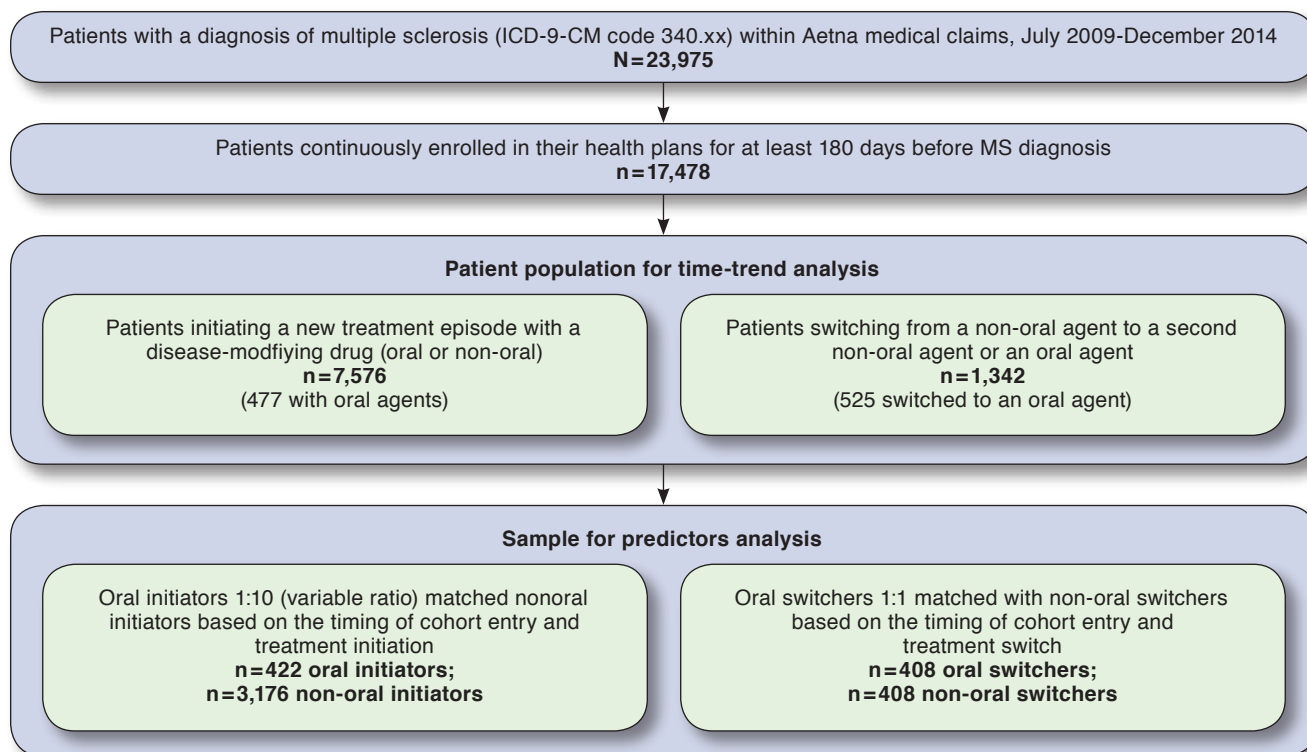 Patients with a diagnosis of multiple sclerosis (ICD-9-CM code 340.xx) within Aetna medical claims, July 2009-December 2014
N=23,975
Patients continuously enrolled in their health plans for at least 180 days before MS diagnosis
n=17,478
Patient population for time-trend analysis
Patients initiating a new treatment episode with a
disease-modfiying drug (oral or non-oral)
n=7,576
(477 with oral agents)
Patients switching from a non-oral agent to a second
non-oral agent or an oral agent
n=1,342
(525 switched to an oral agent)
Sample for predictors analysis
Oral initiators 1:10 (variable ratio) matched nonoral
initiators based on the timing of cohort entry and
treatment initiation
n=422 oral initiators;
n=3,176 non-oral initiators
Oral switchers 1:1 matched with non-oral switchers
based on the timing of cohort entry and
treatment switch
n=408 oral switchers;
n=408 non-oral switchers